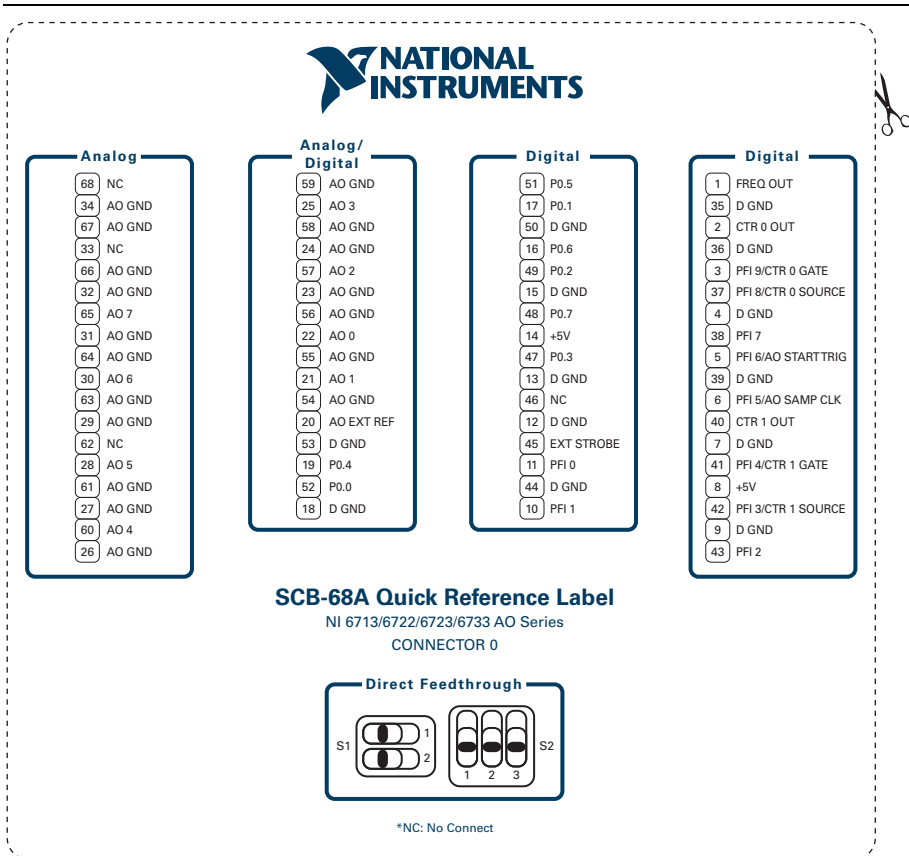 NATIONAL
INSTRUMENTS
Analog
68 NC
34 AO GND
67 AO GND
33 NC
66 AO GND
32 AO GND
65 AO 7
31 AO GND
64 AO GND
30 AO 6
63 AO GND
29 AO GND
62 NC
28 AO 5
61 AO GND
27 AO GND
60 AO 4
26 AO GND
Analog/
Digital
59 AO GND
25 AO 3
58 AO GND
24 AO GND
57 AO 2
23 AO GND
56 AO GND
22 AO 0
55 AO GND
21 AO 1
54 AO GND
20 AO EXT REF
53 D GND
19 P0.4
52 P0.0
18 D GND
Digital
51 P0.5
17 P0.1
50 D GND
16 P0.6
49 P0.2
15 D GND
48 P0.7
14 +5V
47 P0.3
13 D GND
46 NC
12 D GND
45 EXT STROBE
11 PFI 0
44 D GND
10 PFI 1
Digital
1 FREQ OUT
35 D GND
2 CTR 0 OUT
36 D GND
3 PFI 9/CTR 0 GATE
37 PFI 8/CTR 0 SOURCE
4 D GND
38 PFI 7
5 PFI 6/AO START TRIG
39 D GND
6 PFI 5/AO SAMP CLK
40 CTR 1 OUT
7 D GND
41 PFI 4/CTR 1 GATE
8 +5V
42 PFI 3/CTR 1 SOURCE
9 D GND
43 PFI 2
SCB-68A Quick Reference Label
NI 6713/6722/6723/6733 AO Series
CONNECTOR 0
Direct Feedthrough
S1 1
2
S2
1 2 3
*NC: No Connect